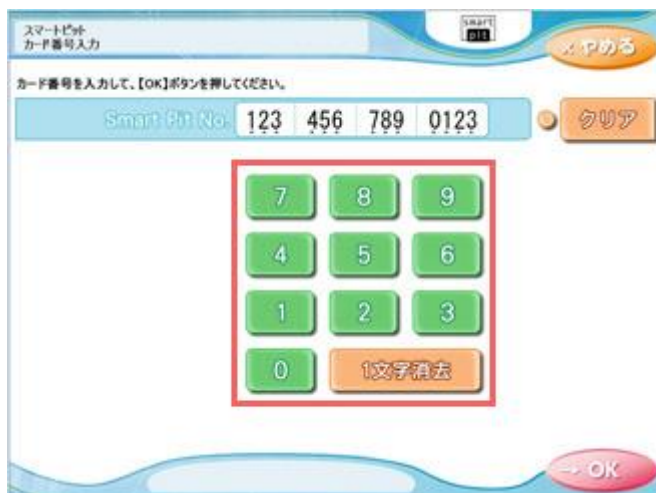 スマートピット
カード番号入力
smart
pit
×やめる
カード番号を入力して、【OK】ボタンを押してください。
Smart Pit No. 123 456 789 0123
クリア
7 8 9
4 5 6
1 2 3
0 1文字消去
→ OK